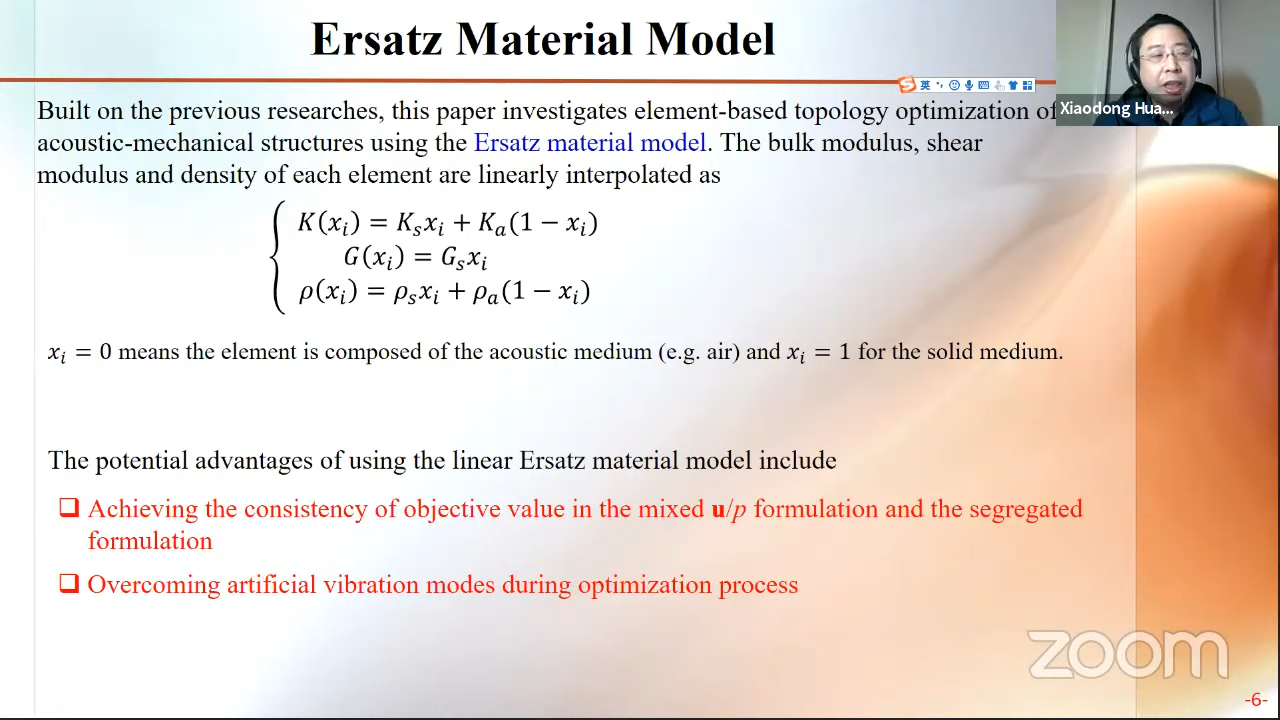 Ersatz Material Model
英
Xiaodong Hua...
Built on the previous researches, this paper investigates element-based topology optimization of
acoustic-mechanical structures using the Ersatz material model. The bulk modulus, shear
modulus and density of each element are linearly interpolated as
K(xᵢ) = Kₛxᵢ + Kₐ(1 − xᵢ)
G(xᵢ) = Gₛxᵢ
ρ(xᵢ) = ρₛxᵢ + ρₐ(1 − xᵢ)
xᵢ = 0 means the element is composed of the acoustic medium (e.g. air) and xᵢ = 1 for the solid medium.
The potential advantages of using the linear Ersatz material model include
❑ Achieving the consistency of objective value in the mixed u/p formulation and the segregated
formulation
❑ Overcoming artificial vibration modes during optimization process
zoom
-6-